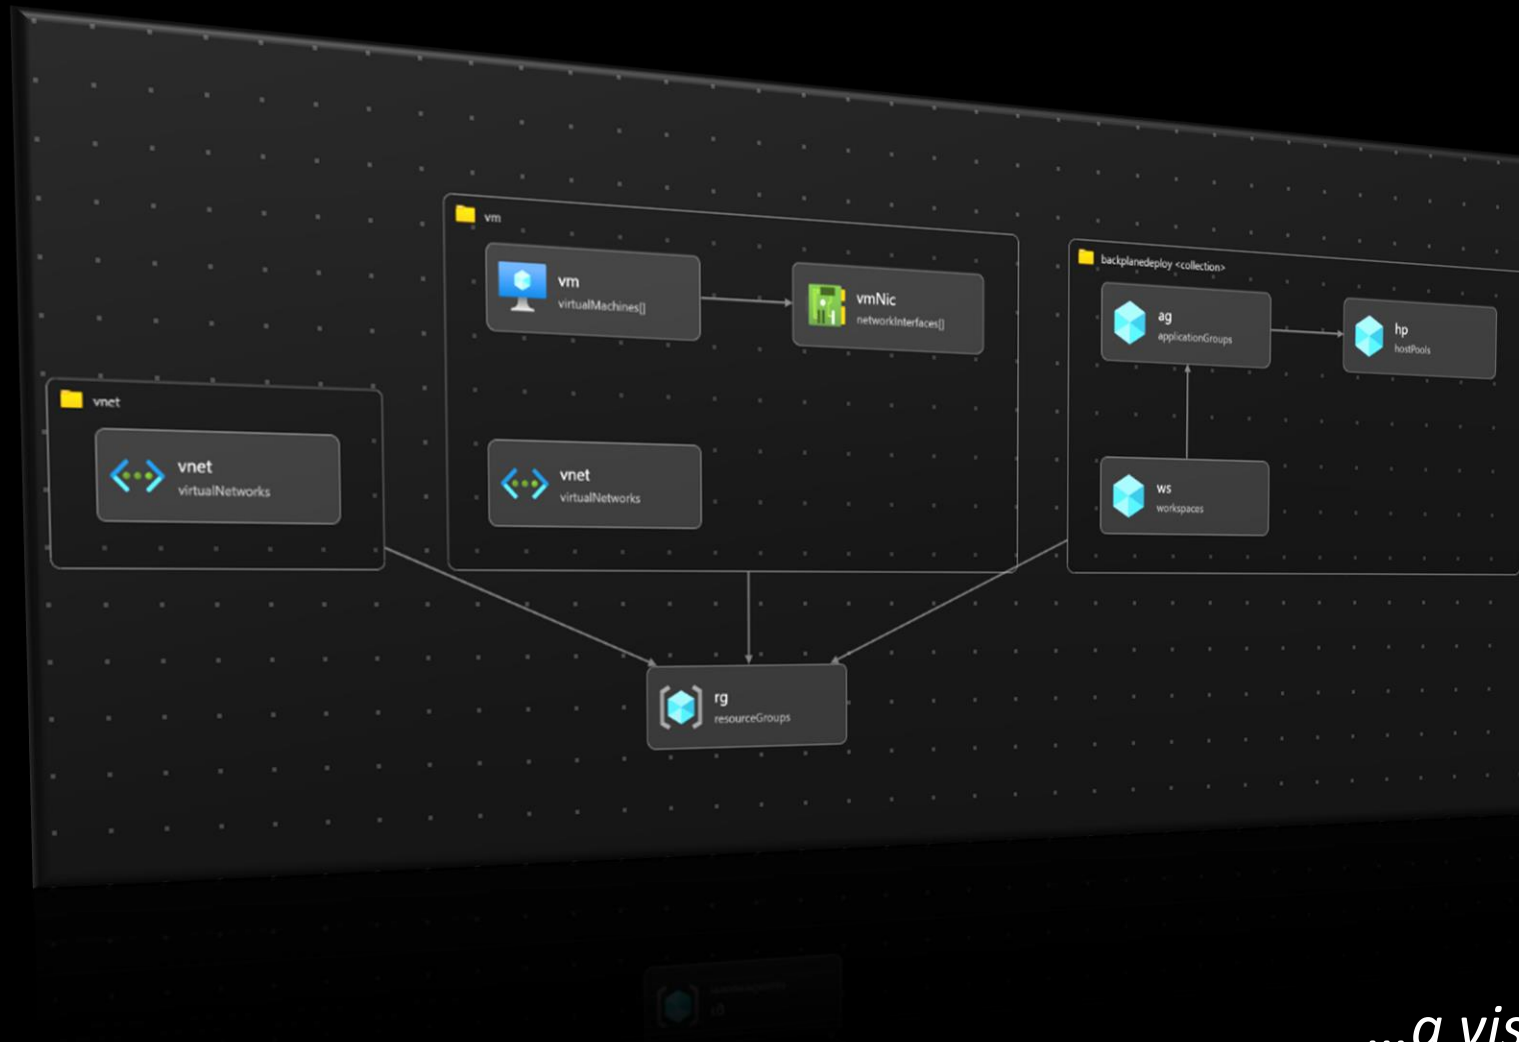 vm
vm
virtualMachines[]
vmNic
networkInterfaces[]
vnet
virtualNetworks
backplanedeploy <collection>
ag
applicationGroups
hp
hostPools
ws
workspaces
vnet
vnet
virtualNetworks
rg
resourceGroups
...a vis